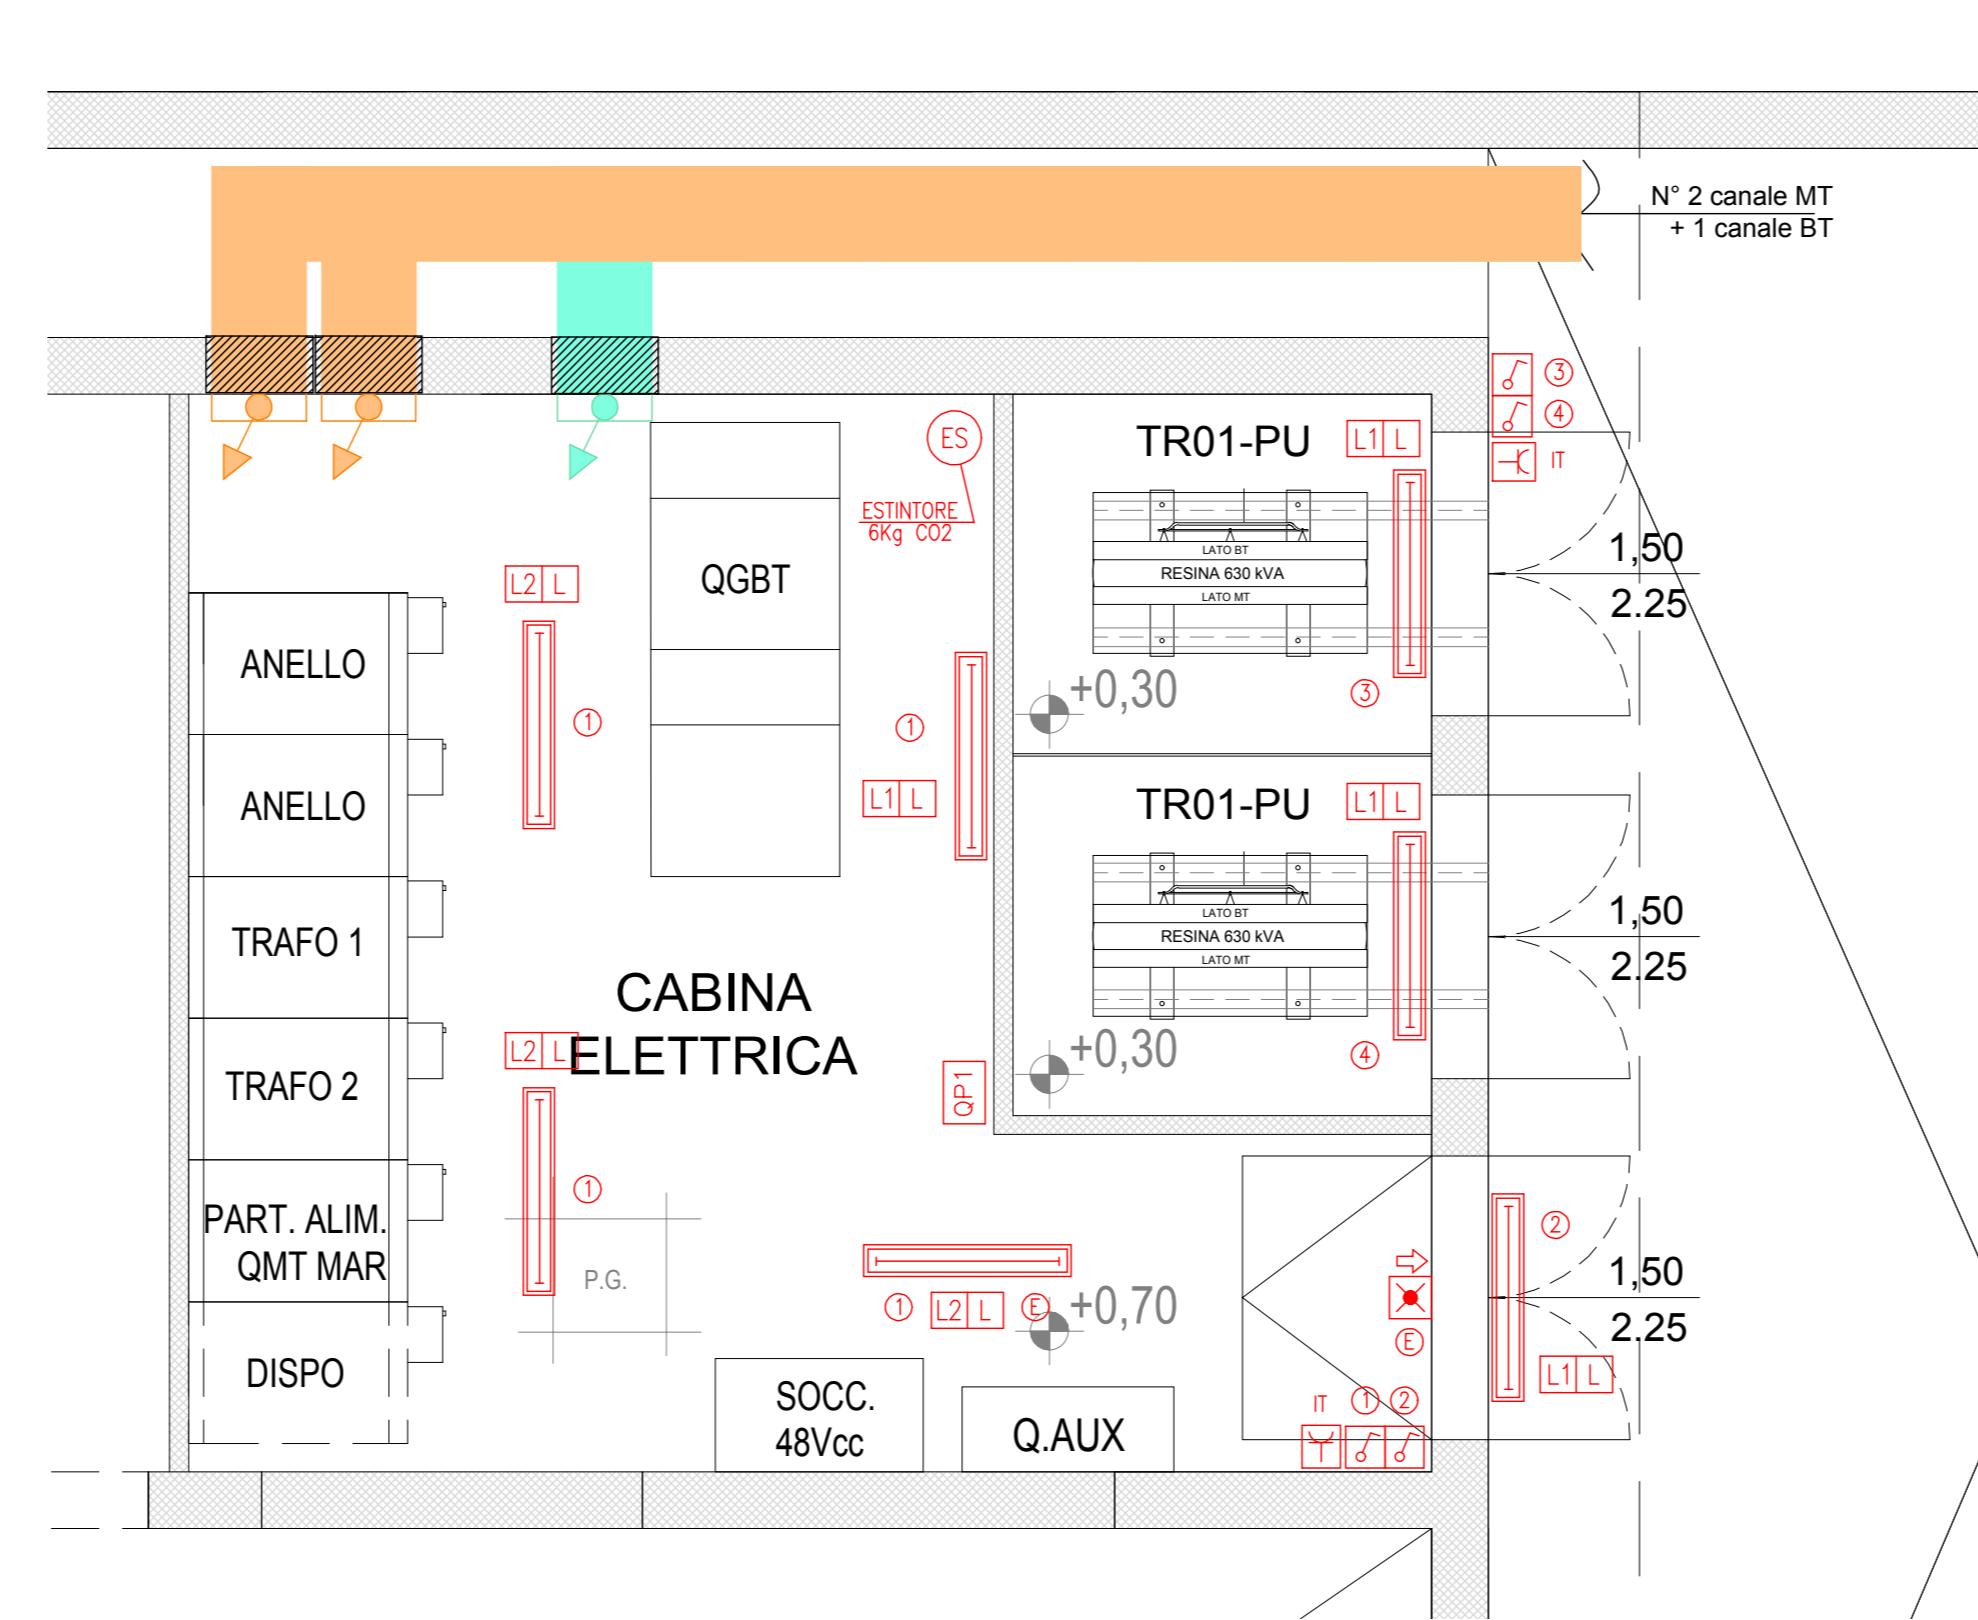 N° 2 canale MT
+ 1 canale BT
3
4
IT
ES
ESTINTORE
6Kg CO2
TR01-PU
L1 L
LATO BT
RESINA 630 kVA
LATO MT
1,50
2.25
+0,30
3
QGBT
L2 L
1
1
L1 L
ANELLO
ANELLO
TRAFO 1
TRAFO 2
PART. ALIM.
QMT MAR
DISPO
TR01-PU
L1 L
LATO BT
RESINA 630 kVA
LATO MT
1,50
2.25
+0,30
4
CABINA
ELETTRICA
L2 L
QP1
1
P.G.
1 L2 L E
+0,70
E
2
1,50
2.25
L1 L
IT 1 2
SOCC.
48Vcc
Q.AUX